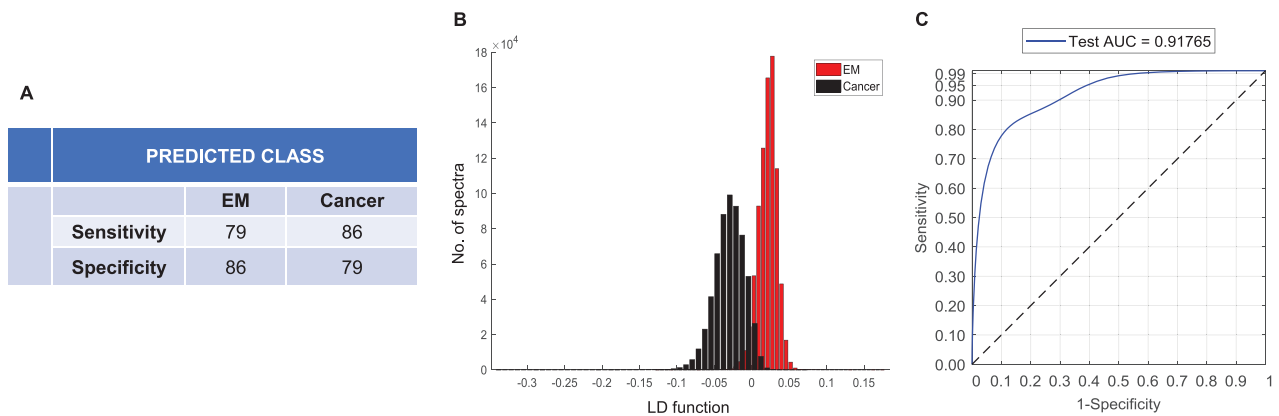 A
PREDICTED CLASS
EM Cancer
Sensitivity 79 86
Specificity 86 79
B
×10⁴
18
16
14
12
10
8
6
4
2
0
No. of spectra
EM
Cancer
-0.3 -0.25 -0.2 -0.15 -0.1 -0.05 0 0.05 0.1 0.15
LD function
C
Test AUC = 0.91765
0.99
0.95
0.90
0.80
0.70
0.60
0.50
0.40
0.30
0.20
0.10
0.00
Sensitivity
0 0.1 0.2 0.3 0.4 0.5 0.6 0.7 0.8 0.9 1
1-Specificity